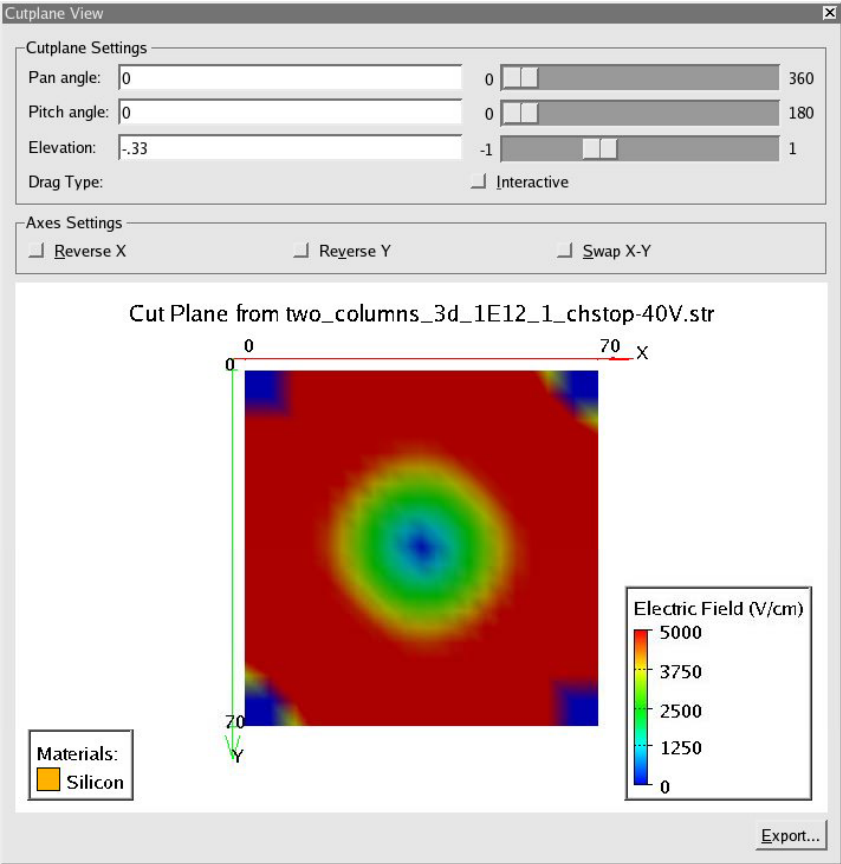 Cutplane View
Cutplane Settings
Pan angle: 0 0 360
Pitch angle: 0 0 180
Elevation: -.33 -1 1
Drag Type: Interactive
Axes Settings
Reverse X Reverse Y Swap X-Y
Cut Plane from two_columns_3d_1E12_1_chstop-40V.str
0 70 X
0
70
Y
Electric Field (V/cm)
5000
3750
2500
1250
0
Materials:
Silicon
Export...